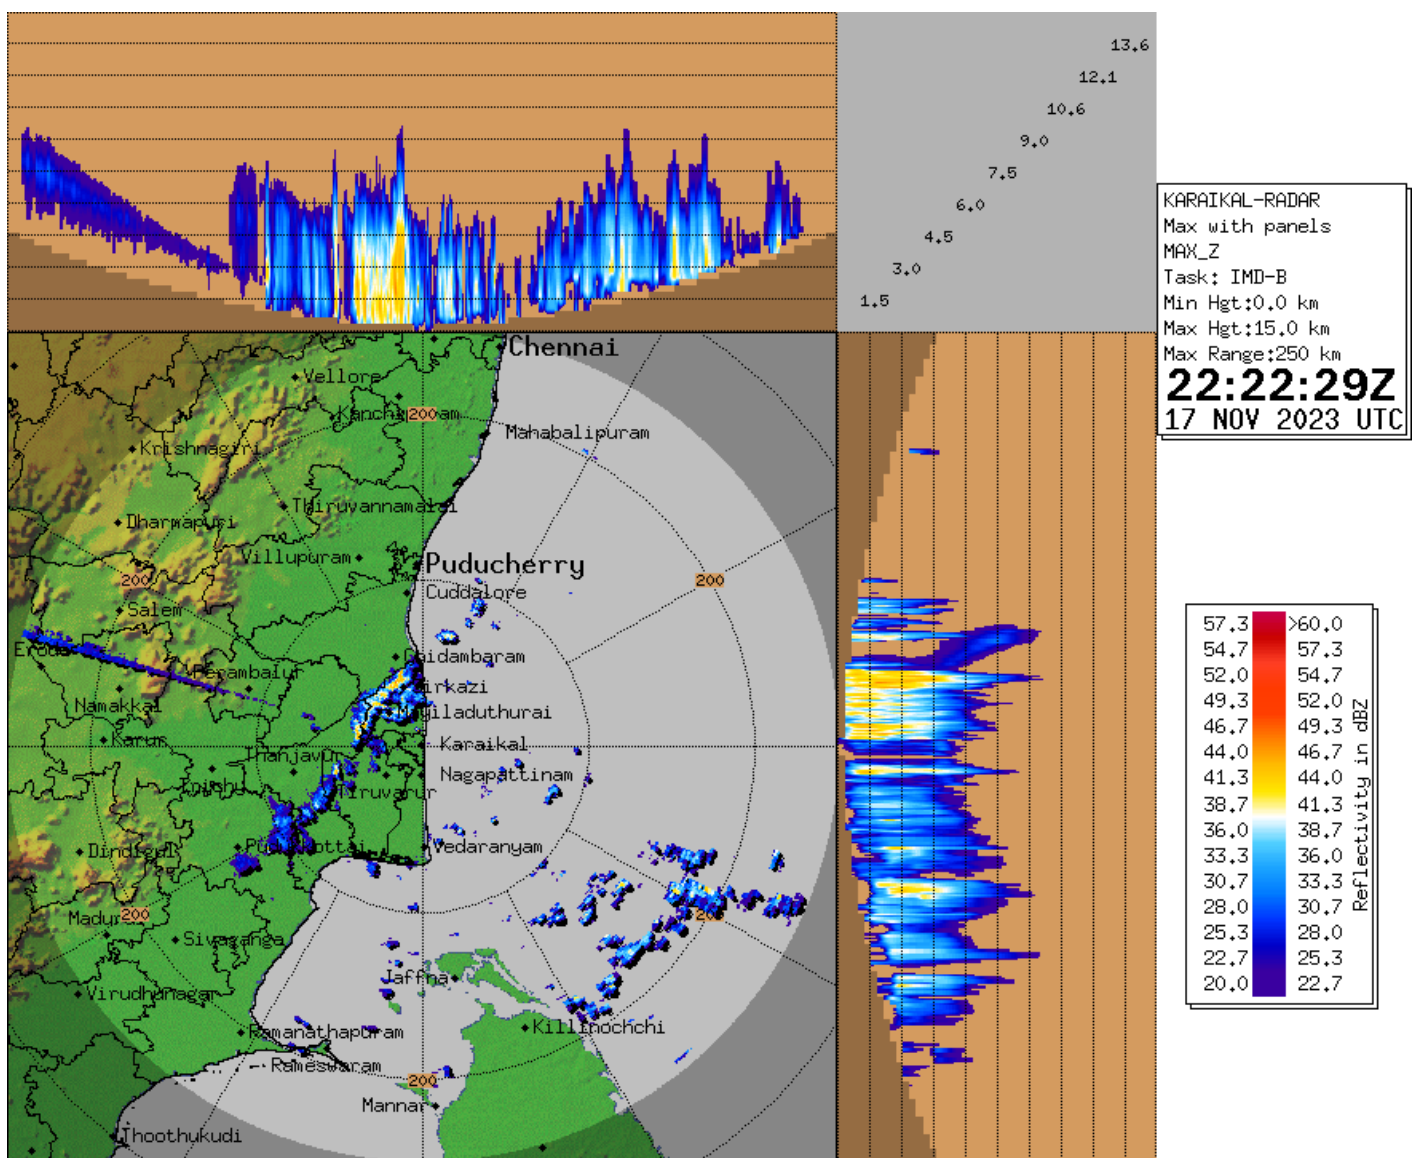 13.6
12.1
10.6
9.0
7.5
6.0
4.5
3.0
1.5
KARAIKAL-RADAR
Max with panels
MAX_Z
Task: IMD-B
Min Hgt:0.0 km
Max Hgt:15.0 km
Max Range:250 km
22:22:29Z
17 NOV 2023 UTC
Chennai
Vellore
200
Mahabalipuram
Krishnagiri
Thiruvannamalai
Dharmapuri
Villupuram
Puducherry
200
200
Cuddalore
Salem
Perambalur
Namakkal
Mayiladuthurai
Karur
Karaikal
Thanjavur
Nagapattinam
Tiruvarur
Dindigul
Vedaranyam
200
200
Sivaganga
Jaffna
Virudhunagar
Ramanathapuram
Killinochchi
Rameswaram
200
Mannar
Thoothukudi
57.3 >60.0
54.7 57.3
52.0 54.7
49.3 52.0
46.7 49.3
44.0 46.7
41.3 44.0
38.7 41.3
36.0 38.7
33.3 36.0
30.7 33.3
28.0 30.7
25.3 28.0
22.7 25.3
20.0 22.7
Reflectivity in dBZ